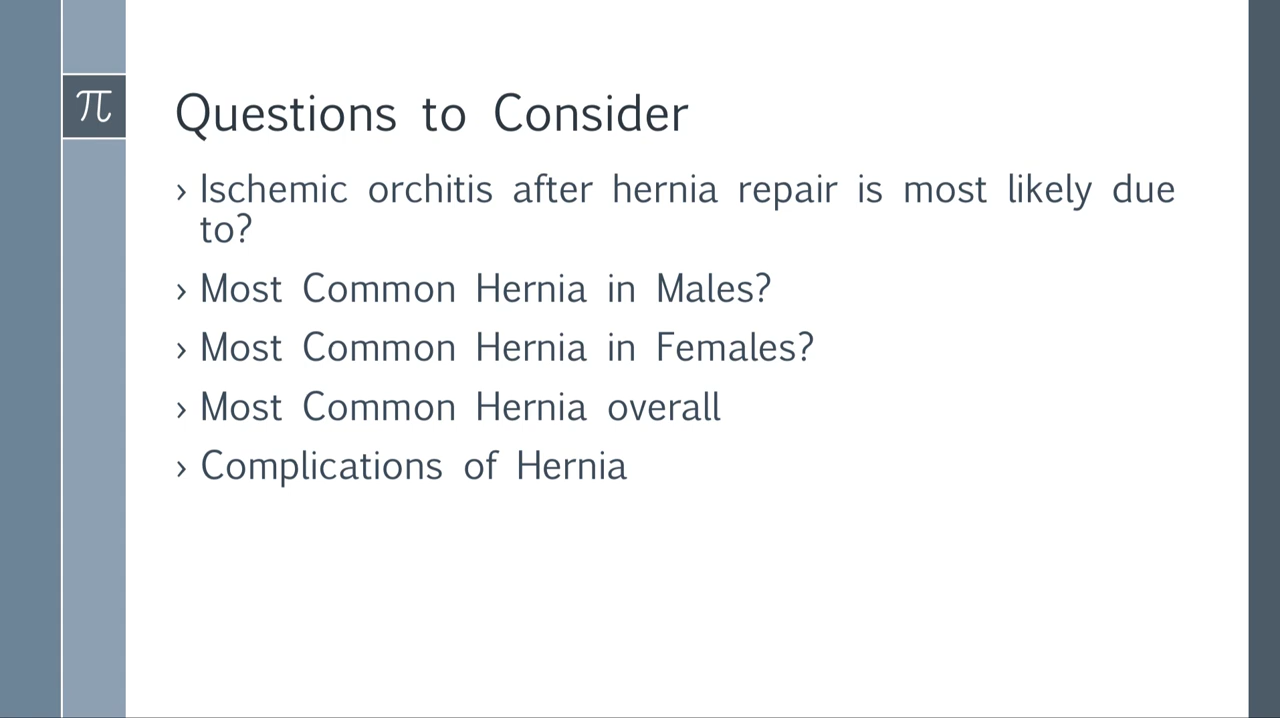 π
Questions to Consider
› Ischemic orchitis after hernia repair is most likely due
to?
› Most Common Hernia in Males?
› Most Common Hernia in Females?
› Most Common Hernia overall
› Complications of Hernia